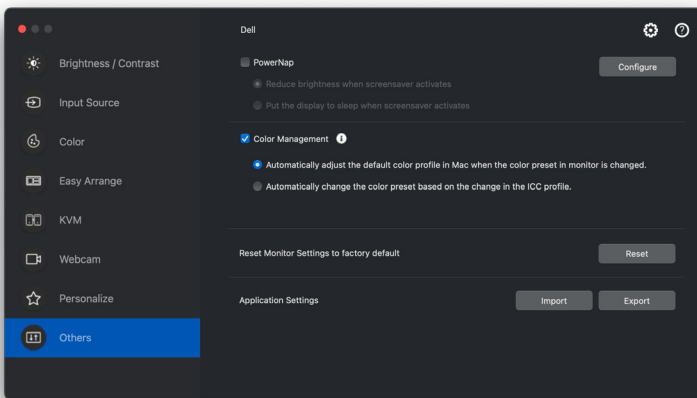 Dell
Brightness / Contrast
Input Source
Color
Easy Arrange
KVM
Webcam
Personalize
Others
PowerNap
Configure
Reduce brightness when screensaver activates
Put the display to sleep when screensaver activates
Color Management
Automatically adjust the default color profile in Mac when the color preset in monitor is changed.
Automatically change the color preset based on the change in the ICC profile.
Reset Monitor Settings to factory default
Reset
Application Settings
Import
Export